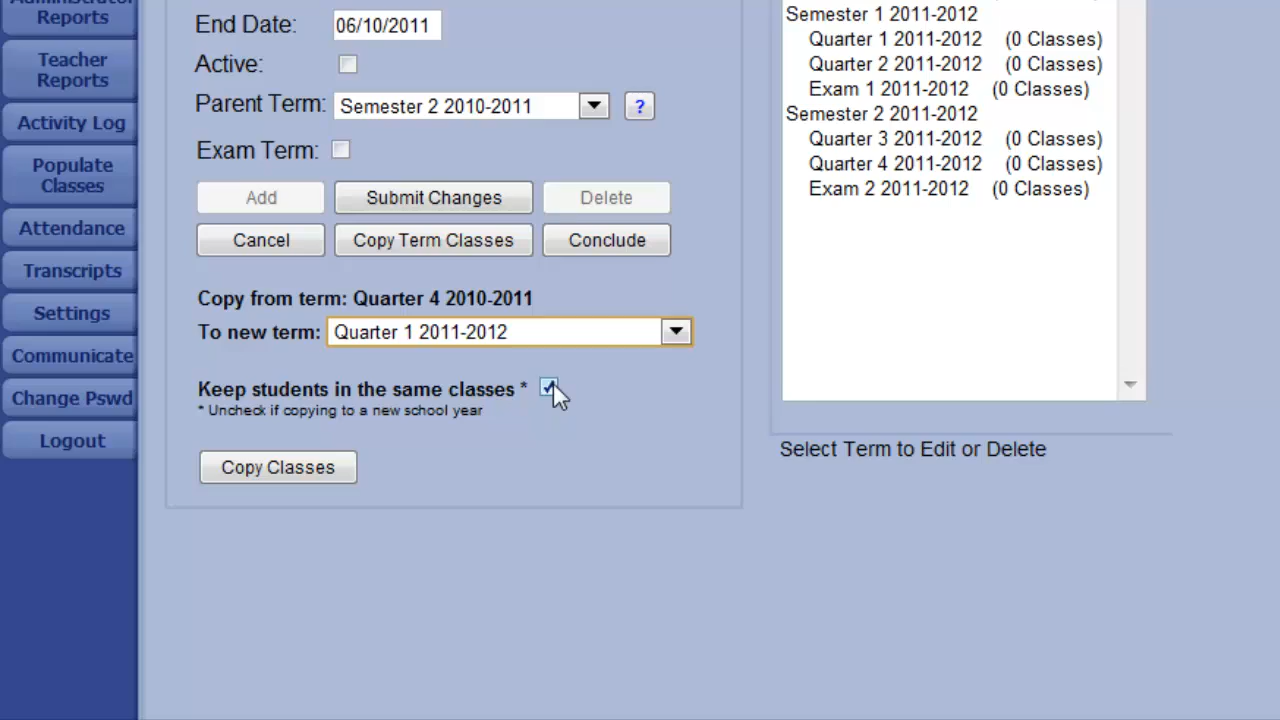 Administrator
Reports
Teacher
Reports
Activity Log
Populate
Classes
Attendance
Transcripts
Settings
Communicate
Change Pswd
Logout
End Date: 06/10/2011
Active:
Parent Term: Semester 2 2010-2011 ?
Exam Term:
Add Submit Changes Delete
Cancel Copy Term Classes Conclude
Copy from term: Quarter 4 2010-2011
To new term: Quarter 1 2011-2012
Keep students in the same classes *
* Uncheck if copying to a new school year
Copy Classes
Semester 1 2011-2012
Quarter 1 2011-2012 (0 Classes)
Quarter 2 2011-2012 (0 Classes)
Exam 1 2011-2012 (0 Classes)
Semester 2 2011-2012
Quarter 3 2011-2012 (0 Classes)
Quarter 4 2011-2012 (0 Classes)
Exam 2 2011-2012 (0 Classes)
Select Term to Edit or Delete